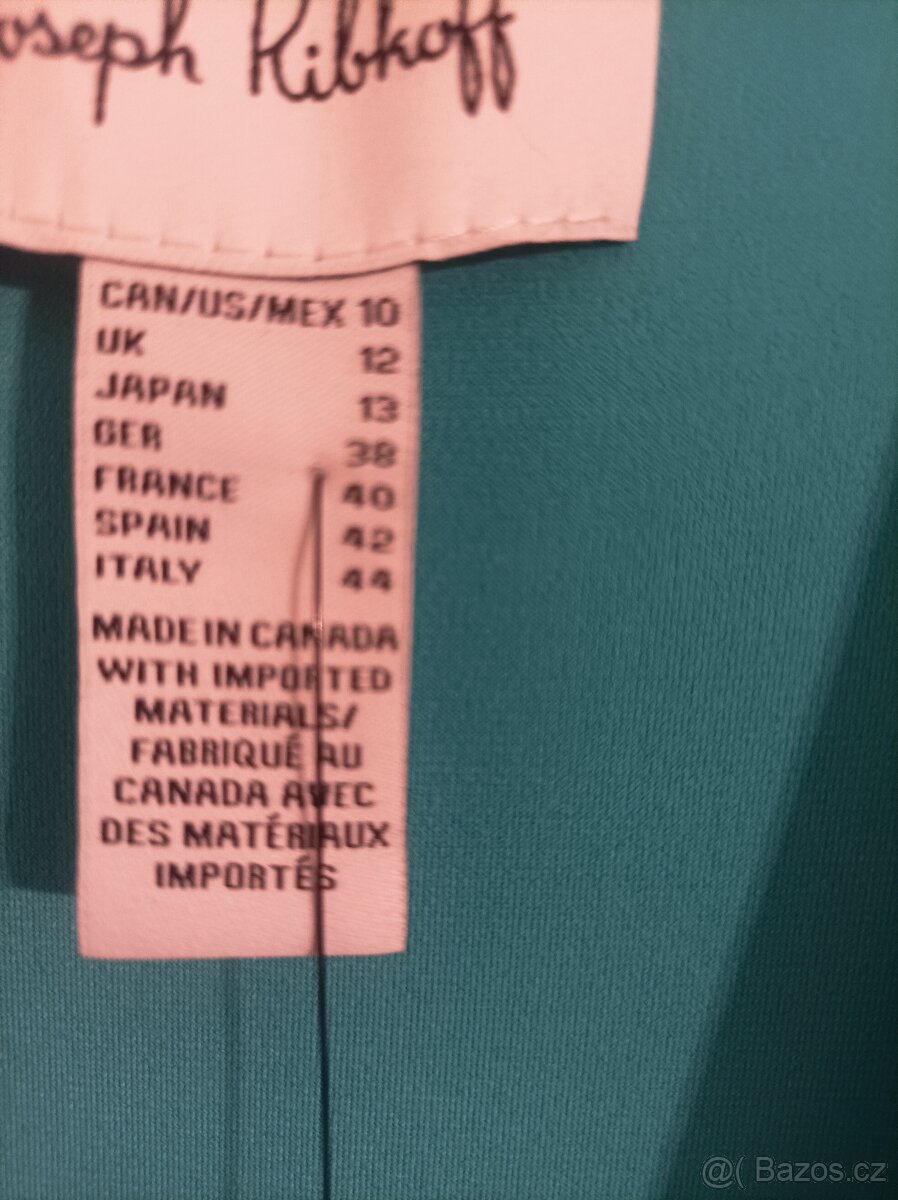 oseph Ribkoff
CAN/US/MEX 10
UK 12
JAPAN 13
GER 38
FRANCE 40
SPAIN 42
ITALY 44
MADE IN CANADA
WITH IMPORTED
MATERIALS/
FABRIQUÉ AU
CANADA AVEC
DES MATÉRIAUX
IMPORTÉS
@( Bazos.cz